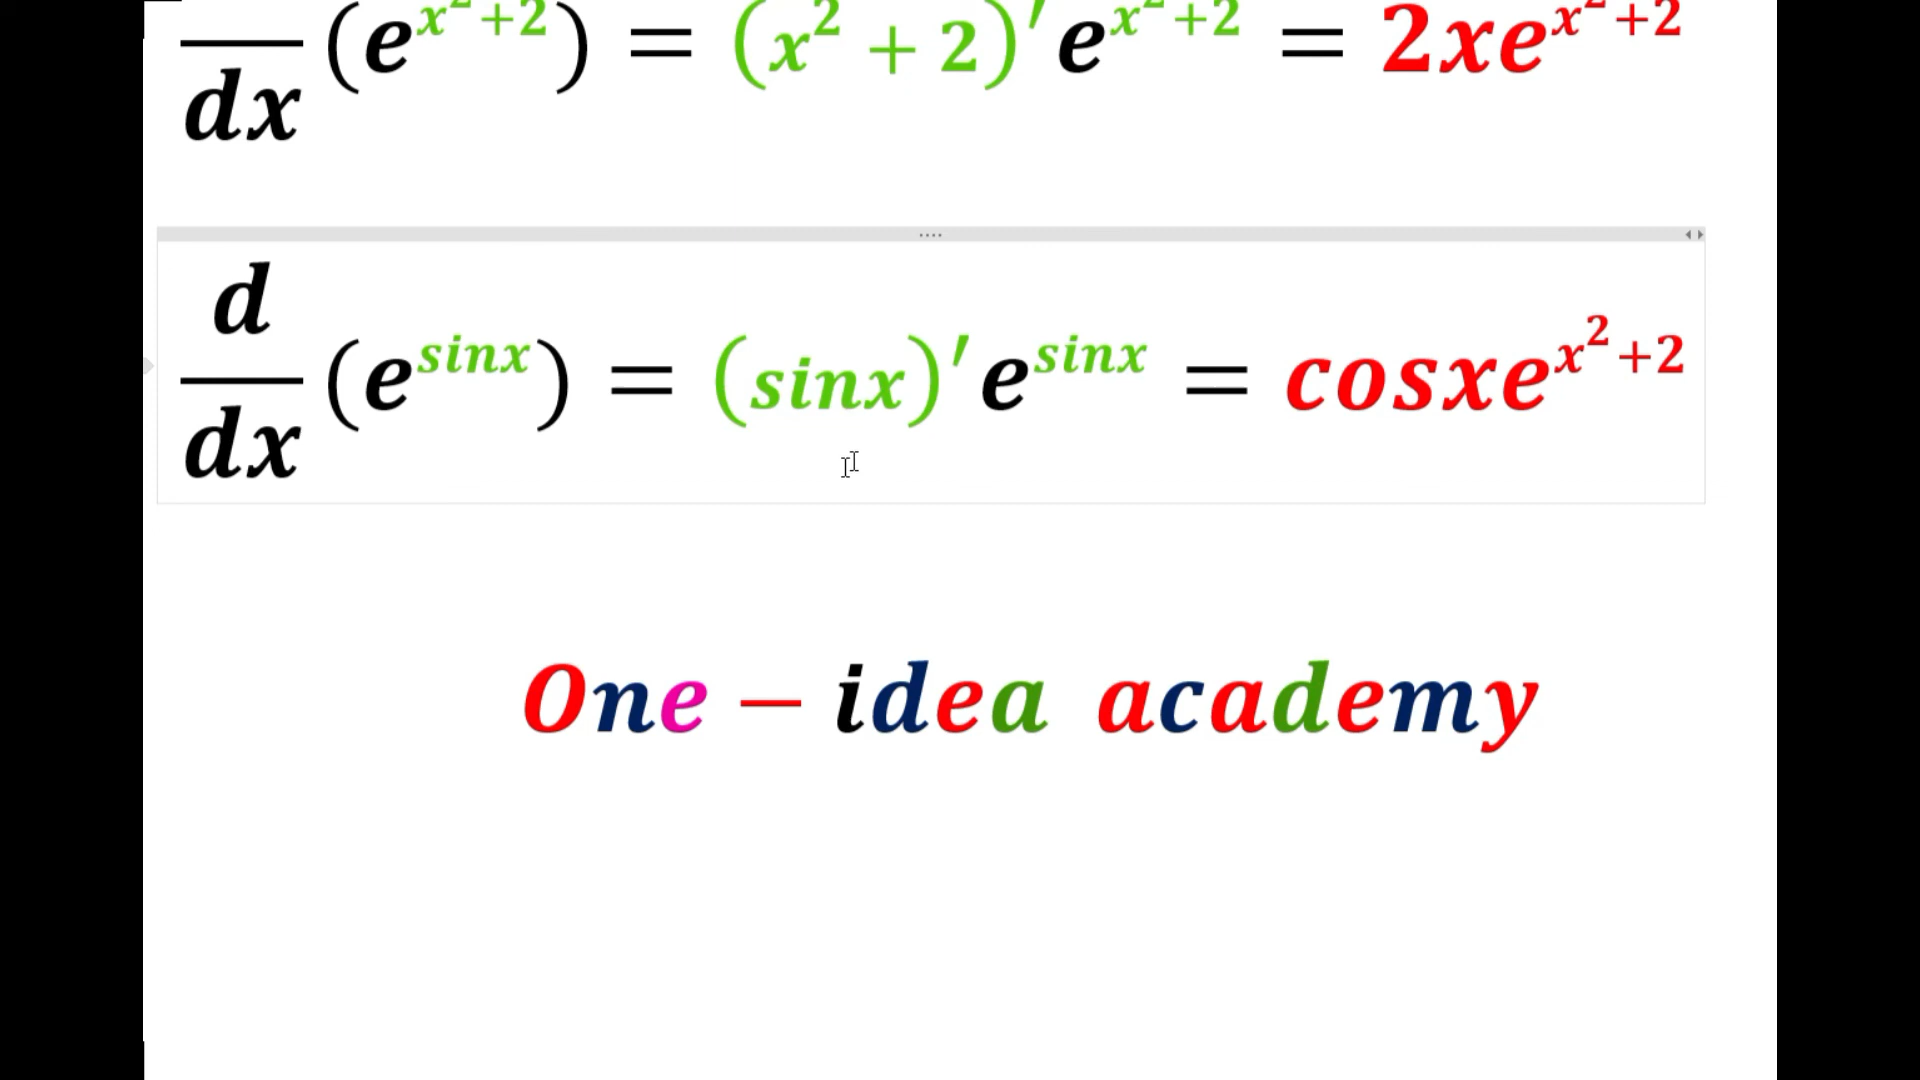 d/dx (e^{x^2+2}) = (x^2 + 2)′ e^{x^2+2} = 2xe^{x^2+2}
d/dx (e^{sinx}) = (sinx)′ e^{sinx} = cosxe^{x^2+2}
One – idea academy